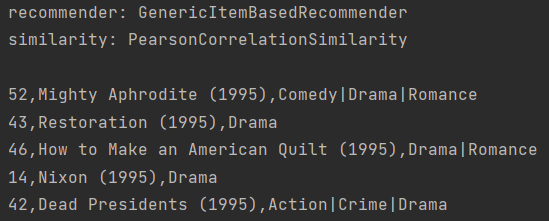 recommender: GenericItemBasedRecommender
similarity: PearsonCorrelationSimilarity
52,Mighty Aphrodite (1995),Comedy|Drama|Romance
43,Restoration (1995),Drama
46,How to Make an American Quilt (1995),Drama|Romance
14,Nixon (1995),Drama
42,Dead Presidents (1995),Action|Crime|Drama